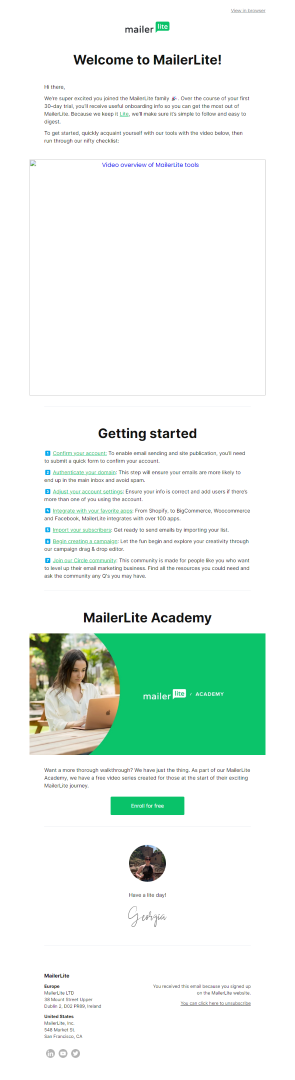 View in browser
mailer lite
Welcome to MailerLite!
Hi there,
We're super excited you joined the MailerLite family 🎉. Over the course of your first
30-day trial, you'll receive useful onboarding info so you can get the most out of
MailerLite. Because we keep it Lite, we'll make sure it's simple to follow and easy to
digest.
To get started, quickly acquaint yourself with our tools with the video below, then
run through our nifty checklist:
Video overview of MailerLite tools
Getting started
1 Confirm your account: To enable email sending and site publication, you'll need
to submit a quick form to confirm your account.
2 Authenticate your domain: This step will ensure your emails are more likely to
end up in the main inbox and avoid spam.
3 Adjust your account settings: Ensure your info is correct and add users if there's
more than one of you using the account.
Integrate with your favorite apps: From Shopify, to BigCommerce, Woocommerce
and Facebook, MailerLite integrates with over 100 apps.
Import your subscribers: Get ready to send emails by importing your list.
Begin creating a campaign: Let the fun begin and explore your creativity through
our campaign drag & drop editor.
7 Join our Circle community: This community is made for people like you who want
to level up their email marketing business. Find all the resources you could need and
ask the community any Q's you may have.
MailerLite Academy
mailer lite ACADEMY
Want a more thorough walkthrough? We have just the thing. As part of our MailerLite
Academy, we have a free video series created for those at the start of their exciting
MailerLite journey.
Enroll for free
Have a lite day!
Georgia
MailerLite
Europe
MailerLite LTD
38 Mount Street Upper
Dublin 2, D02 PR89, Ireland
United States
MailerLite, Inc.
548 Market St
San Francisco, CA
You received this email because you signed up
on the MailerLite website.
You can click here to unsubscribe